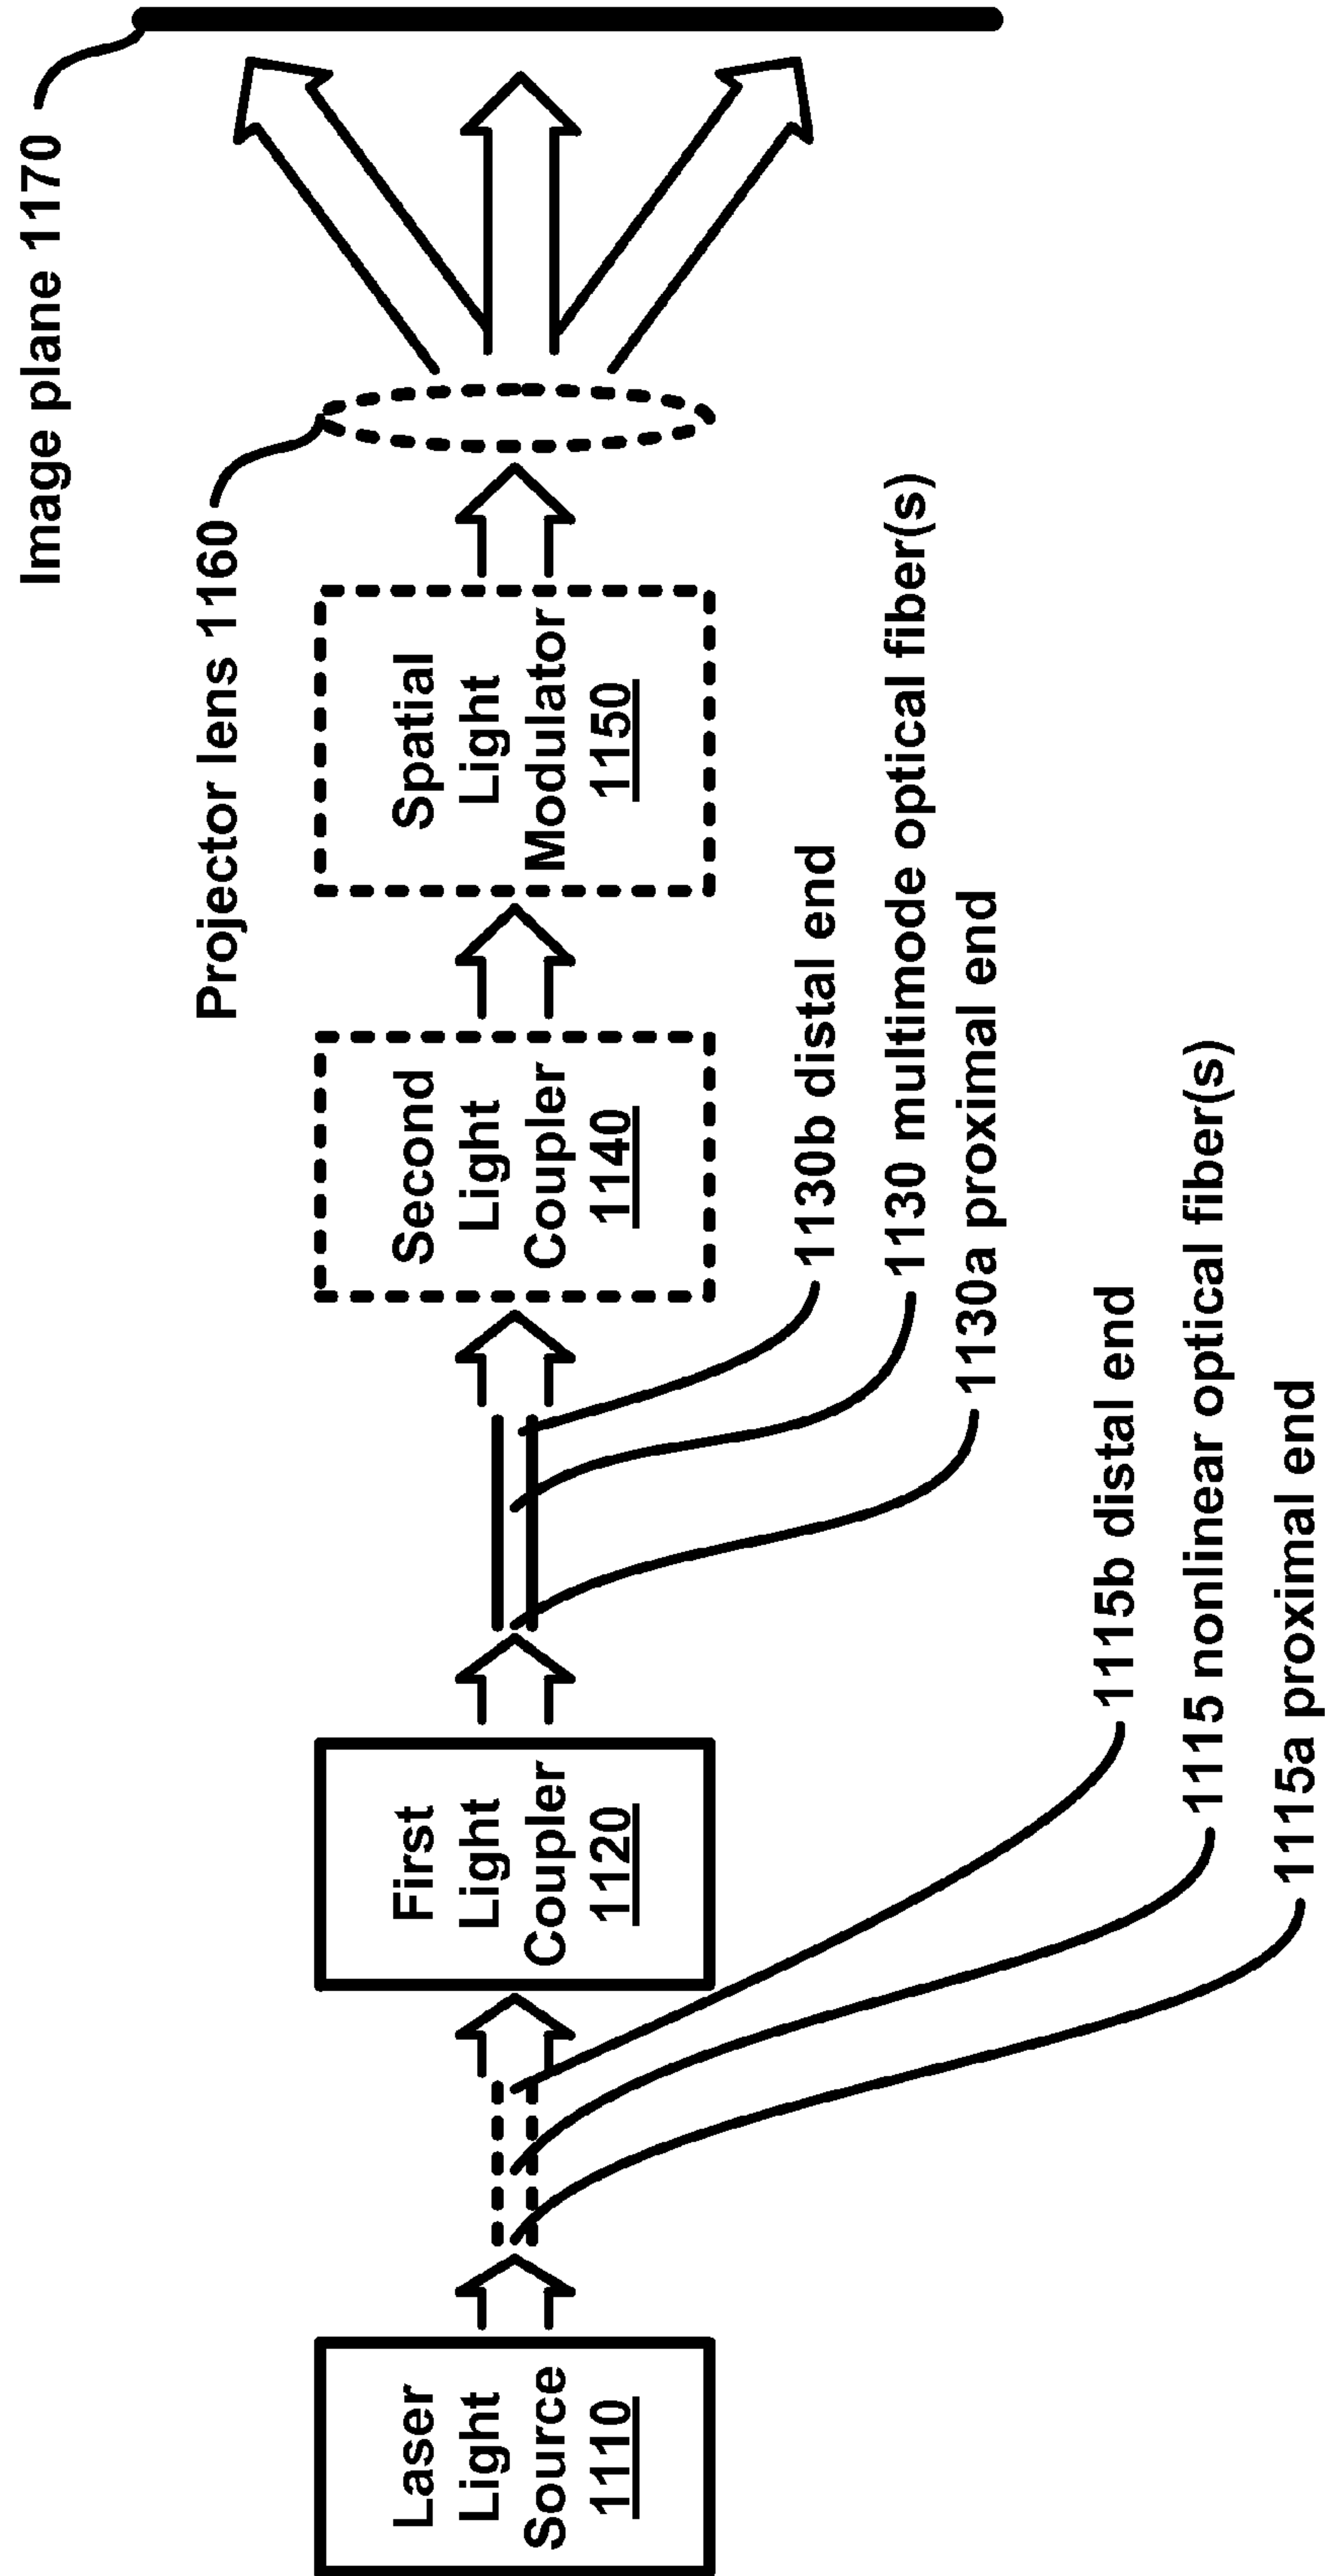 Laser
Light
Source
1110
First
Light
Coupler
1120
Second
Light
Coupler
1140
Spatial
Light
Modulator
1150
Projector lens 1160
Image plane 1170
1130b distal end
1130 multimode optical fiber(s)
1130a proximal end
1115b distal end
1115 nonlinear optical fiber(s)
1115a proximal end